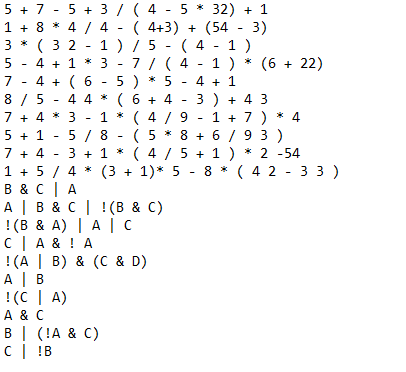 5 + 7 - 5 + 3 / ( 4 - 5 * 32) + 1
1 + 8 * 4 / 4 - ( 4+3) + (54 - 3)
3 * ( 3 2 - 1 ) / 5 - ( 4 - 1 )
5 - 4 + 1 * 3 - 7 / ( 4 - 1 ) * (6 + 22)
7 - 4 + ( 6 - 5 ) * 5 - 4 + 1
8 / 5 - 4 4 * ( 6 + 4 - 3 ) + 4 3
7 + 4 * 3 - 1 * ( 4 / 9 - 1 + 7 ) * 4
5 + 1 - 5 / 8 - ( 5 * 8 + 6 / 9 3 )
7 + 4 - 3 + 1 * ( 4 / 5 + 1 ) * 2 -54
1 + 5 / 4 * (3 + 1)* 5 - 8 * ( 4 2 - 3 3 )
B & C | A
A | B & C | !(B & C)
!(B & A) | A | C
C | A & ! A
!(A | B) & (C & D)
A | B
!(C | A)
A & C
B | (!A & C)
C | !B